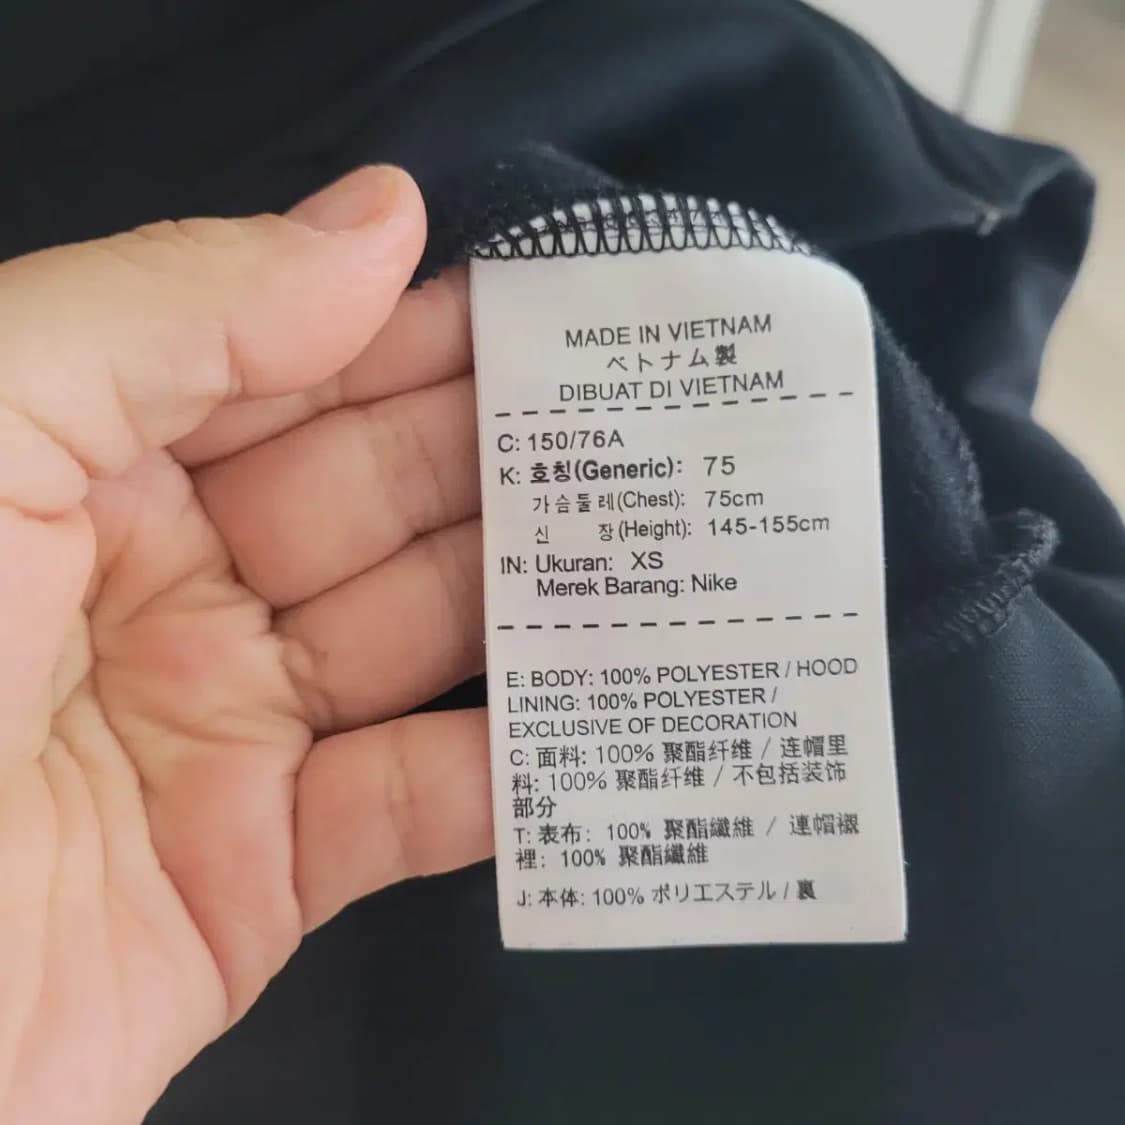 MADE IN VIETNAM
ベトナム製
DIBUAT DI VIETNAM
C: 150/76A
K: 호칭(Generic): 75
가슴둘레(Chest): 75cm
신 장(Height): 145-155cm
IN: Ukuran: XS
Merek Barang: Nike
E: BODY: 100% POLYESTER / HOOD
LINING: 100% POLYESTER /
EXCLUSIVE OF DECORATION
C: 面料: 100% 聚酯纤维 / 连帽里
料: 100% 聚酯纤维 / 不包括装饰
部分
T: 表布: 100% 聚酯纖維 / 連帽襯
裡: 100% 聚酯纖維
J: 本体: 100% ポリエステル / 裏